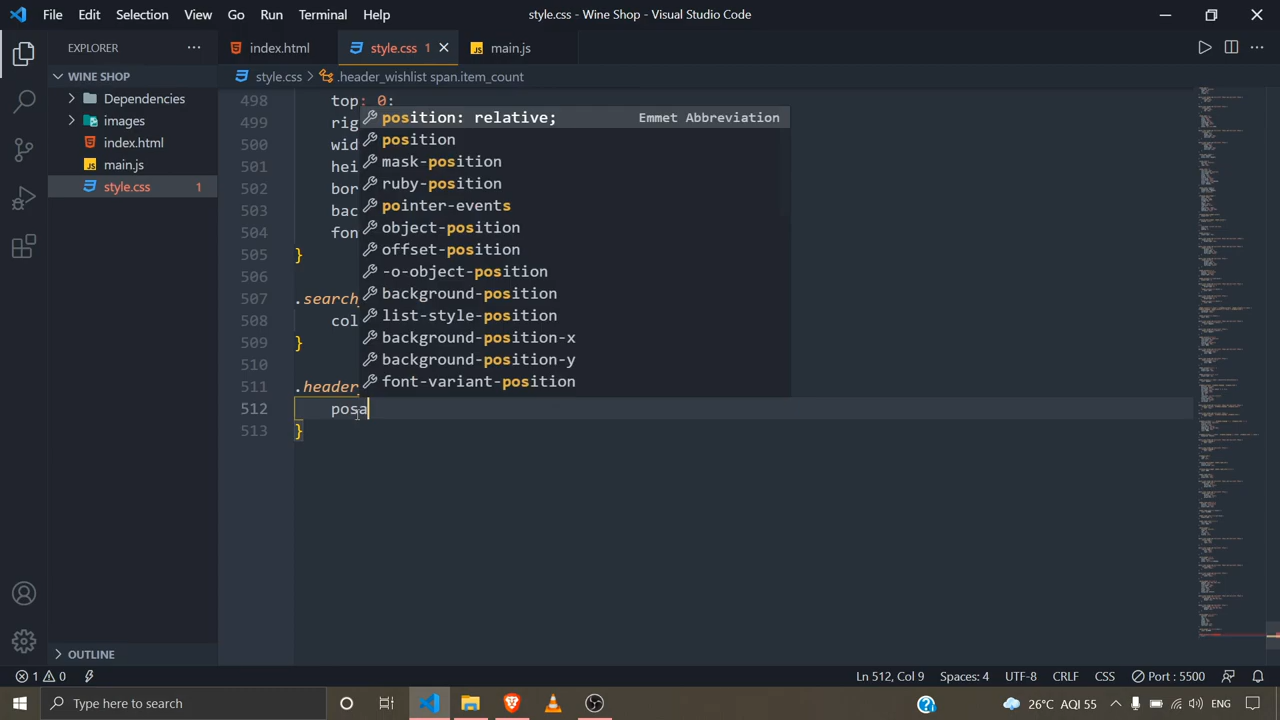 File Edit Selection View Go Run Terminal Help
style.css - Wine Shop - Visual Studio Code
EXPLORER
index.html
style.css 1
main.js
WINE SHOP
style.css > .header_wishlist span.item_count
Dependencies
images
index.html
main.js
style.css 1
498 top: 0:
499 rig
500 wid
501 hei
502 bor
503 bac
504 fon
505 }
506
507 .search
508 col
509 }
510
511 .header
512 posa
513 }
position: relative; Emmet Abbreviation
position
mask-position
ruby-position
pointer-events
object-position
offset-position
-o-object-position
background-position
list-style-position
background-position-x
background-position-y
font-variant-position
OUTLINE
1 0
Ln 512, Col 9 Spaces: 4 UTF-8 CRLF CSS Port : 5500
Type here to search
26°C AQI 55 ENG